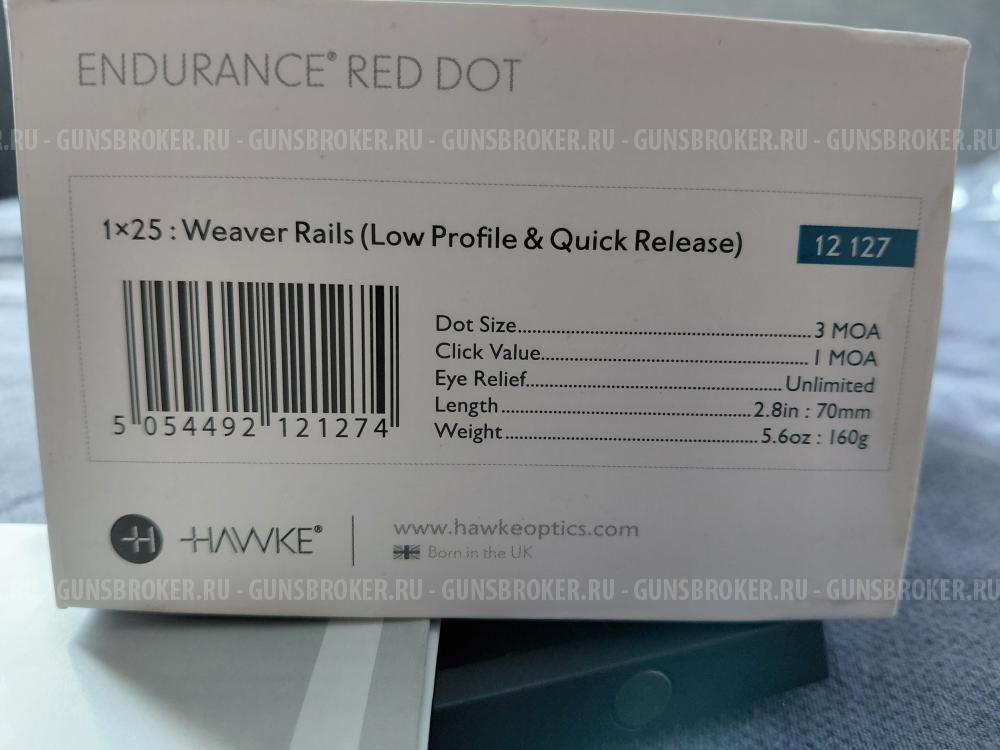 ENDURANCE® RED DOT
.RU - GUNSBROKER.RU - GUNSBROKER.RU - GUNSBROKER.RU - GUNSBROKER.RU - GUNSBROKER.RU
1×25 : Weaver Rails (Low Profile & Quick Release)
12 127
Dot Size 3 MOA
Click Value 1 MOA
Eye Relief Unlimited
Length 2.8in : 70mm
Weight 5.6oz : 160g
5 054492 121274
H HAWKE®
www.hawkeoptics.com
Born in the UK
GUNSBROKER.RU - GUNSBROKER.RU - GUNSBROKER.RU - GUNSBROKER.RU - GUNSBROKER.RU